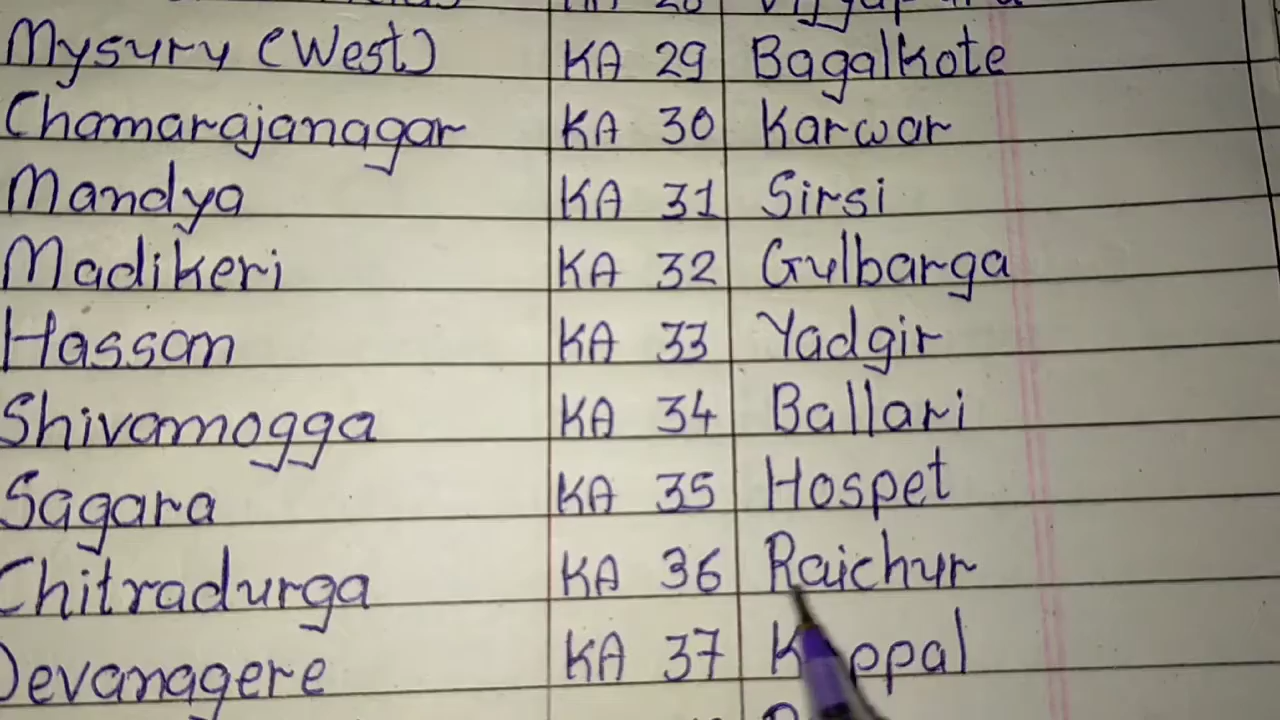 Mysuru (West) KA 29 Bagalkote
Chamarajanagar KA 30 Karwar
Mandya KA 31 Sirsi
Madikeri KA 32 Gulbarga
Hassan KA 33 Yadgir
Shivamogga KA 34 Ballari
Sagara KA 35 Hospet
Chitradurga KA 36 Raichur
Devanagere KA 37